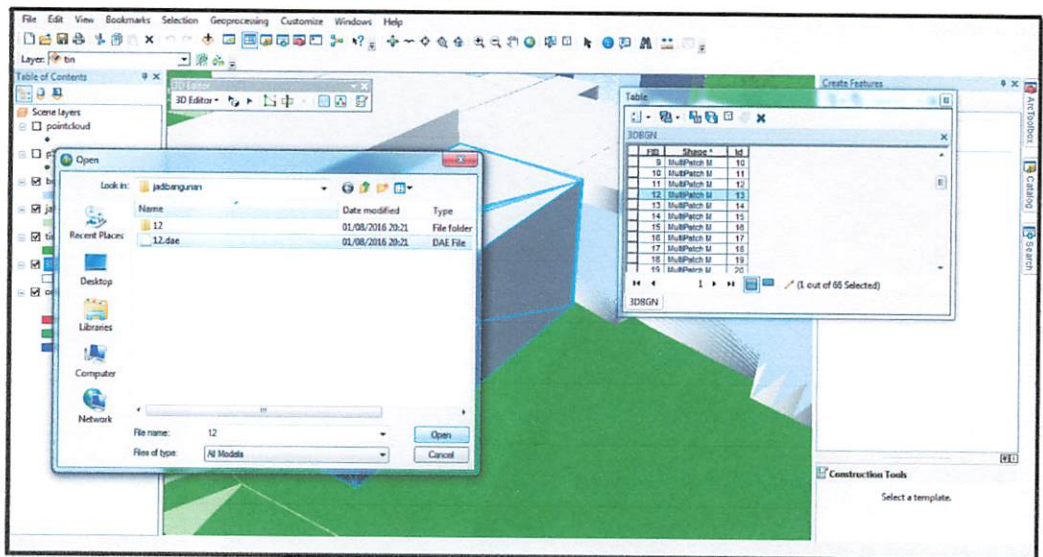 File Edit View Bookmarks Selection Geoprocessing Customize Windows Help
Layer: tin
Table of Contents
Scene layers
pointcloud
3D Editor
3D Editor
Create Features
ArcToolbox
Catalog
Search
Table
3DBGN
FID Shape * Id
9 MultiPatch M 10
10 MultiPatch M 11
11 MultiPatch M 12
12 MultiPatch M 13
13 MultiPatch M 14
14 MultiPatch M 15
15 MultiPatch M 16
16 MultiPatch M 17
17 MultiPatch M 18
18 MultiPatch M 19
19 MultiPatch M 20
1
(1 out of 66 Selected)
3DBGN
Open
Look in: jadibangunan
Name Date modified Type
12 01/08/2016 20:21 File folder
12.dae 01/08/2016 20:21 DAE File
Recent Places
Desktop
Libraries
Computer
Network
File name: 12 Open
Files of type: All Models Cancel
Construction Tools
Select a template.